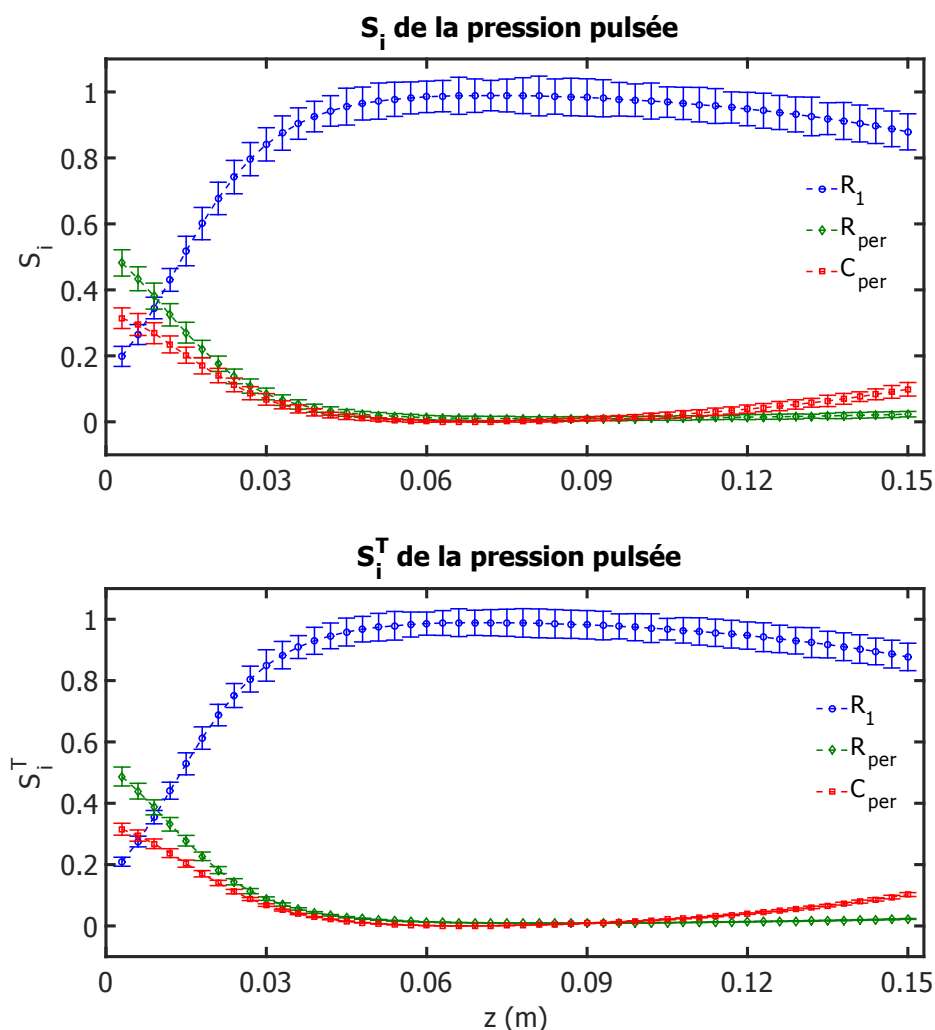 S_i de la pression pulsée
1
0.8
0.6
0.4
0.2
0
S_i
R_1
R_per
C_per
0 0.03 0.06 0.09 0.12 0.15
S_i^T de la pression pulsée
1
0.8
0.6
0.4
0.2
0
S_i^T
R_1
R_per
C_per
0 0.03 0.06 0.09 0.12 0.15
z (m)